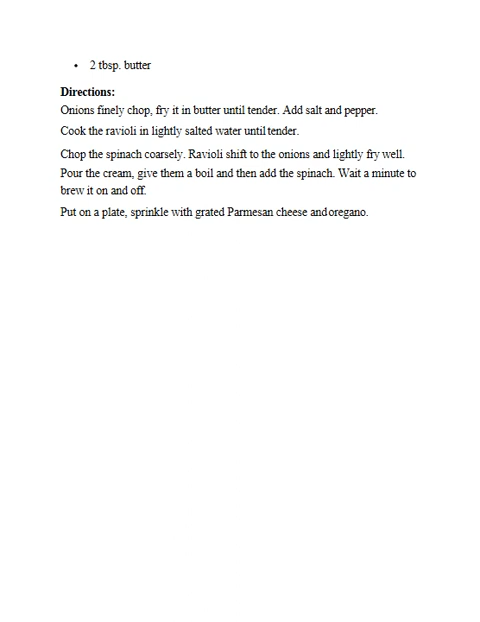 • 2 tbsp. butter
Directions:
Onions finely chop, fry it in butter until tender. Add salt and pepper.
Cook the ravioli in lightly salted water until tender.
Chop the spinach coarsely. Ravioli shift to the onions and lightly fry well.
Pour the cream, give them a boil and then add the spinach. Wait a minute to
brew it on and off.
Put on a plate, sprinkle with grated Parmesan cheese and oregano.